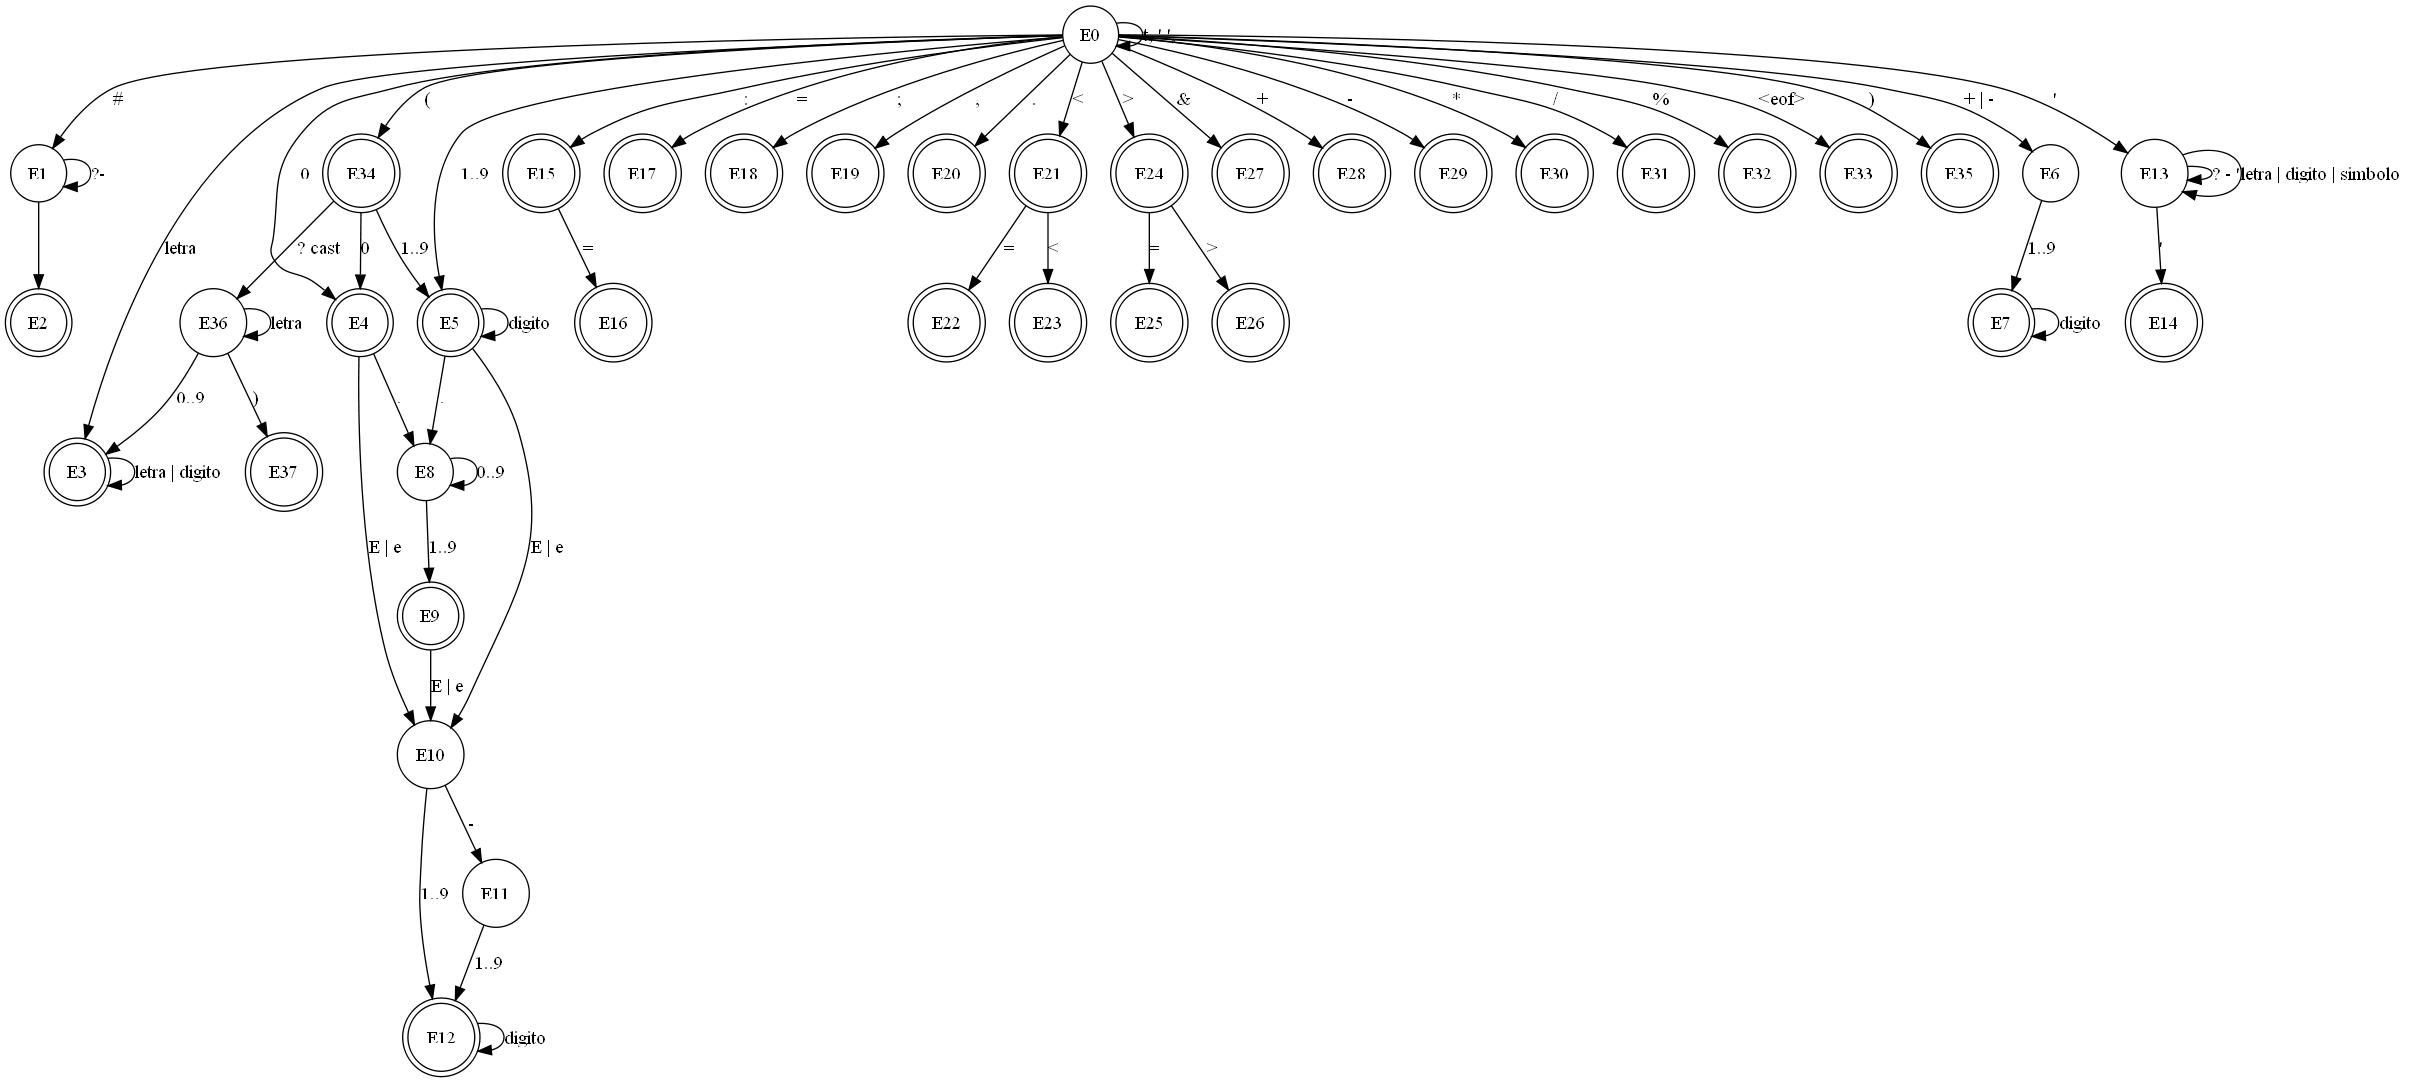 E0
#
(
:
=
;
,
.
<
>
&
+
-
*
/
%
<eof>
)
+ | -
'
E1
?-
E34
E15
E17
E18
E19
E20
E21
E24
E27
E28
E29
E30
E31
E32
E33
E35
E6
E13
? - '
letra | digito | simbolo
0
1..9
letra
? cast
0
1..9
=
=
<
=
>
1..9
'
E2
E36
letra
E4
E5
digito
E16
E22
E23
E25
E26
E7
digito
E14
0..9
)
.
.
E3
letra | digito
E37
E8
0..9
E | e
1..9
E | e
E9
E | e
E10
-
1..9
E11
1..9
E12
digito